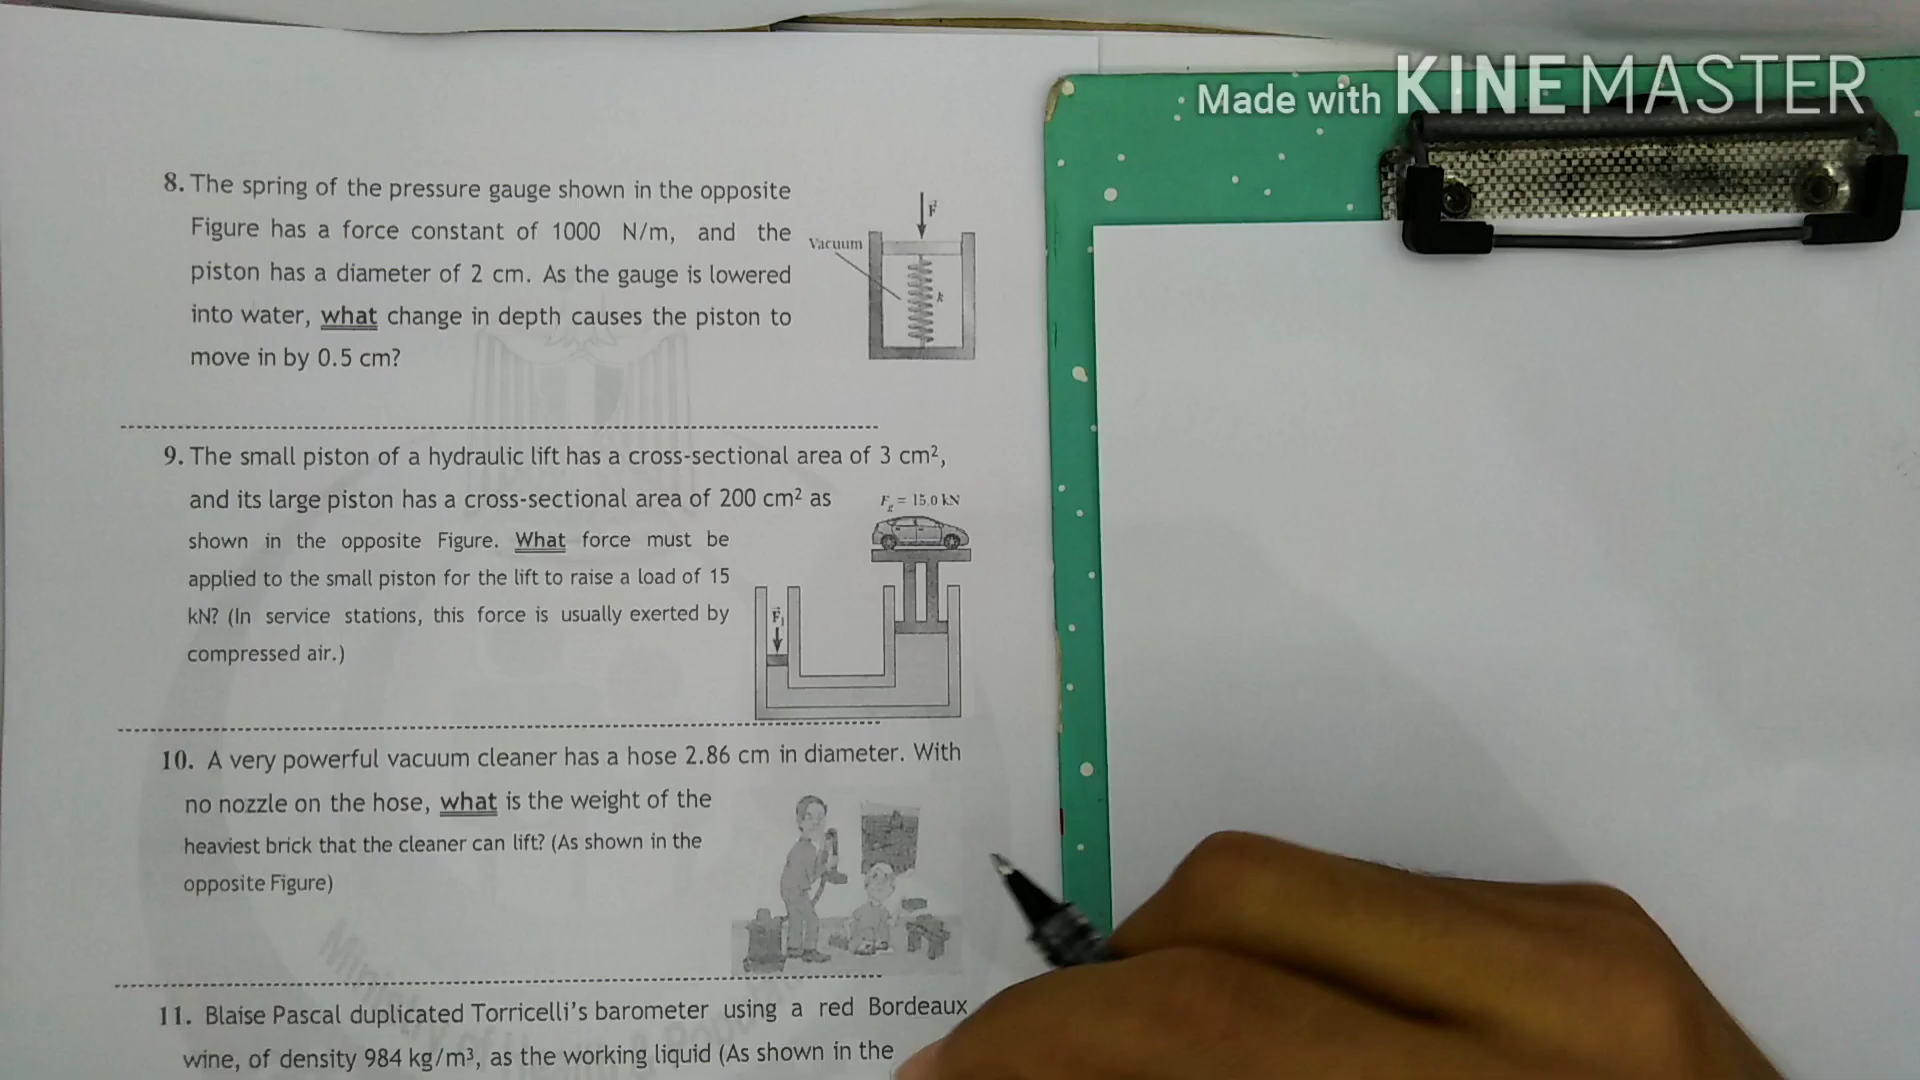 Made with KINEMASTER
8. The spring of the pressure gauge shown in the opposite
Figure has a force constant of 1000 N/m, and the
piston has a diameter of 2 cm. As the gauge is lowered
into water, what change in depth causes the piston to
move in by 0.5 cm?
F
Vacuum
k
9. The small piston of a hydraulic lift has a cross-sectional area of 3 cm²,
and its large piston has a cross-sectional area of 200 cm² as
shown in the opposite Figure. What force must be
applied to the small piston for the lift to raise a load of 15
kN? (In service stations, this force is usually exerted by
compressed air.)
Fg = 15.0 kN
F₁
10. A very powerful vacuum cleaner has a hose 2.86 cm in diameter. With
no nozzle on the hose, what is the weight of the
heaviest brick that the cleaner can lift? (As shown in the
opposite Figure)
11. Blaise Pascal duplicated Torricelli's barometer using a red Bordeaux
wine, of density 984 kg/m³, as the working liquid (As shown in the